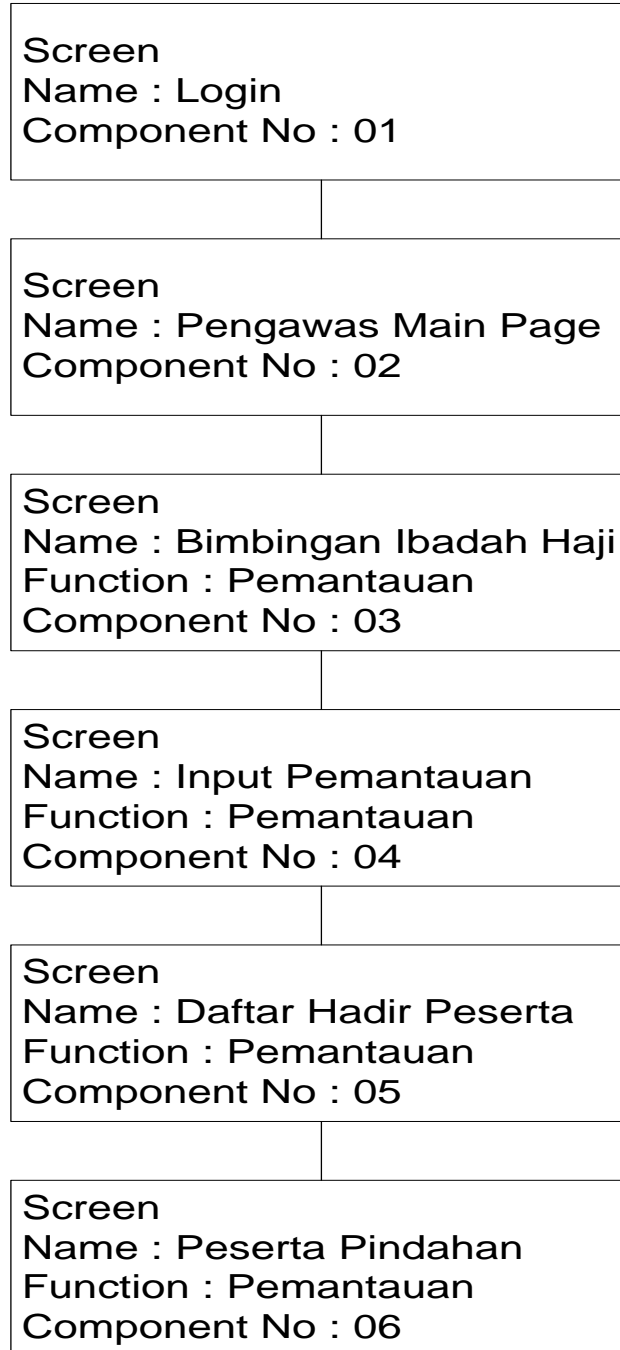 Screen
Name : Login
Component No : 01
Screen
Name : Pengawas Main Page
Component No : 02
Screen
Name : Bimbingan Ibadah Haji
Function : Pemantauan
Component No : 03
Screen
Name : Input Pemantauan
Function : Pemantauan
Component No : 04
Screen
Name : Daftar Hadir Peserta
Function : Pemantauan
Component No : 05
Screen
Name : Peserta Pindahan
Function : Pemantauan
Component No : 06